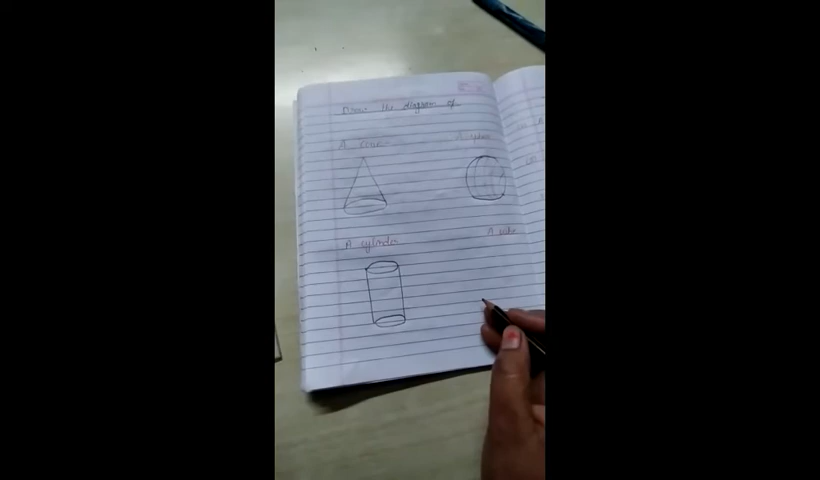 Draw the diagram of
A cone
A sphere
A cylinder
A